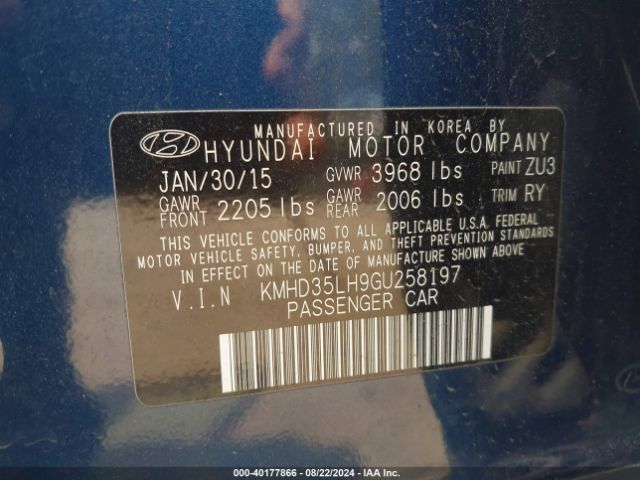 MANUFACTURED IN KOREA BY
HYUNDAI MOTOR COMPANY
JAN/30/15 GVWR 3968 lbs PAINT ZU3
GAWR FRONT 2205 lbs GAWR REAR 2006 lbs TRIM RY
THIS VEHICLE CONFORMS TO ALL APPLICABLE U.S.A. FEDERAL
MOTOR VEHICLE SAFETY, BUMPER, AND THEFT PREVENTION STANDARDS
IN EFFECT ON THE DATE OF MANUFACTURE SHOWN ABOVE.
V.I.N KMHD35LH9GU258197
PASSENGER CAR
000-40177866 - 08/22/2024 - IAA Inc.